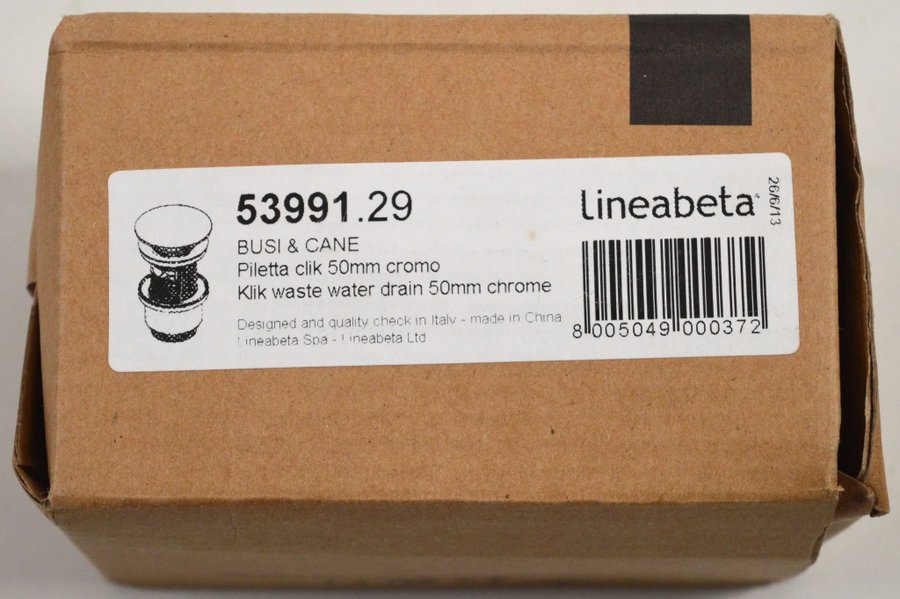 53991.29
BUSI & CANE
Piletta clik 50mm cromo
Klik waste water drain 50mm chrome
Designed and quality check in Italy - made in China
Lineabeta Spa - Lineabeta Ltd
Lineabeta
26/6/13
8 005049 000372